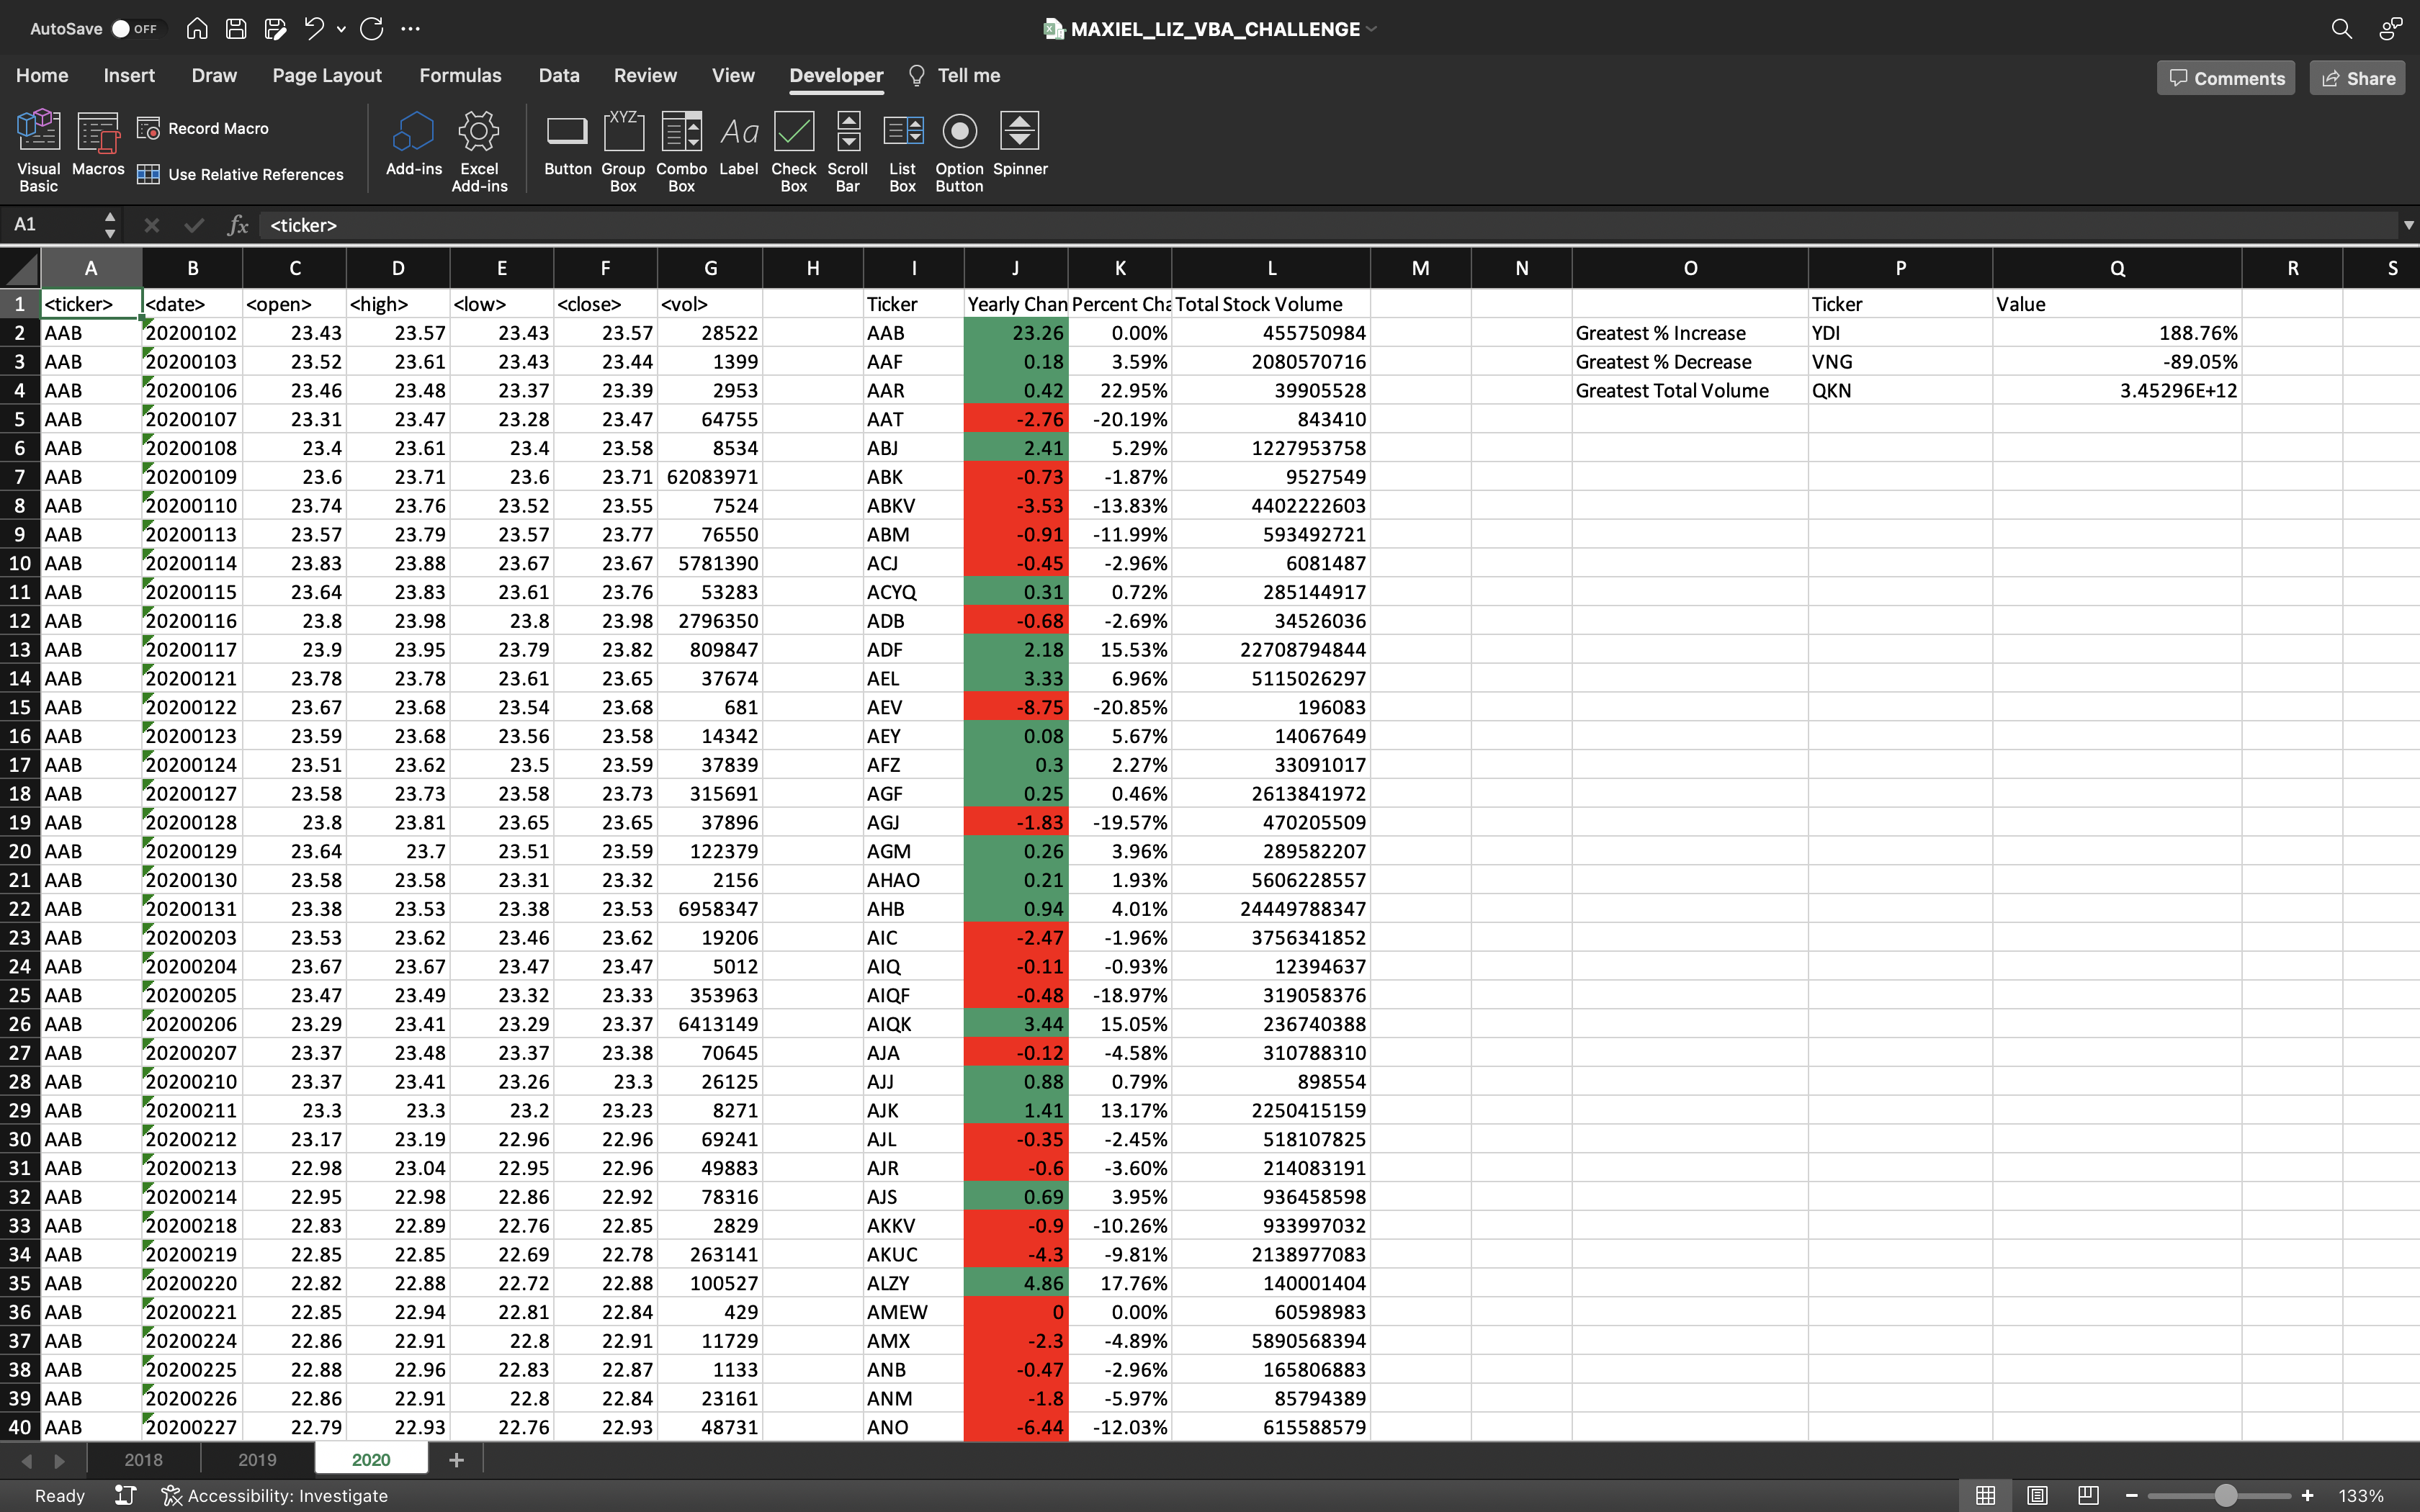 AutoSave OFF MAXIEL_LIZ_VBA_CHALLENGE
Home Insert Draw Page Layout Formulas Data Review View Developer Tell me Comments Share
Visual Basic Macros Record Macro Use Relative References Add-ins Excel Add-ins Button XYZ Group Box Combo Box Aa Label Check Box Scroll Bar List Box Option Button Spinner
A1 fx <ticker>
A B C D E F G H I J K L M N O P Q R S
1 <ticker> <date> <open> <high> <low> <close> <vol> Ticker Yearly Chan Percent Cha Total Stock Volume Ticker Value
2 AAB 20200102 23.43 23.57 23.43 23.57 28522 AAB 23.26 0.00% 455750984 Greatest % Increase YDI 188.76%
3 AAB 20200103 23.52 23.61 23.43 23.44 1399 AAF 0.18 3.59% 2080570716 Greatest % Decrease VNG -89.05%
4 AAB 20200106 23.46 23.48 23.37 23.39 2953 AAR 0.42 22.95% 39905528 Greatest Total Volume QKN 3.45296E+12
5 AAB 20200107 23.31 23.47 23.28 23.47 64755 AAT -2.76 -20.19% 843410
6 AAB 20200108 23.4 23.61 23.4 23.58 8534 ABJ 2.41 5.29% 1227953758
7 AAB 20200109 23.6 23.71 23.6 23.71 62083971 ABK -0.73 -1.87% 9527549
8 AAB 20200110 23.74 23.76 23.52 23.55 7524 ABKV -3.53 -13.83% 4402222603
9 AAB 20200113 23.57 23.79 23.57 23.77 76550 ABM -0.91 -11.99% 593492721
10 AAB 20200114 23.83 23.88 23.67 23.67 5781390 ACJ -0.45 -2.96% 6081487
11 AAB 20200115 23.64 23.83 23.61 23.76 53283 ACYQ 0.31 0.72% 285144917
12 AAB 20200116 23.8 23.98 23.8 23.98 2796350 ADB -0.68 -2.69% 34526036
13 AAB 20200117 23.9 23.95 23.79 23.82 809847 ADF 2.18 15.53% 22708794844
14 AAB 20200121 23.78 23.78 23.61 23.65 37674 AEL 3.33 6.96% 5115026297
15 AAB 20200122 23.67 23.68 23.54 23.68 681 AEV -8.75 -20.85% 196083
16 AAB 20200123 23.59 23.68 23.56 23.58 14342 AEY 0.08 5.67% 14067649
17 AAB 20200124 23.51 23.62 23.5 23.59 37839 AFZ 0.3 2.27% 33091017
18 AAB 20200127 23.58 23.73 23.58 23.73 315691 AGF 0.25 0.46% 2613841972
19 AAB 20200128 23.8 23.81 23.65 23.65 37896 AGJ -1.83 -19.57% 470205509
20 AAB 20200129 23.64 23.7 23.51 23.59 122379 AGM 0.26 3.96% 289582207
21 AAB 20200130 23.58 23.58 23.31 23.32 2156 AHAO 0.21 1.93% 5606228557
22 AAB 20200131 23.38 23.53 23.38 23.53 6958347 AHB 0.94 4.01% 24449788347
23 AAB 20200203 23.53 23.62 23.46 23.62 19206 AIC -2.47 -1.96% 3756341852
24 AAB 20200204 23.67 23.67 23.47 23.47 5012 AIQ -0.11 -0.93% 12394637
25 AAB 20200205 23.47 23.49 23.32 23.33 353963 AIQF -0.48 -18.97% 319058376
26 AAB 20200206 23.29 23.41 23.29 23.37 6413149 AIQK 3.44 15.05% 236740388
27 AAB 20200207 23.37 23.48 23.37 23.38 70645 AJA -0.12 -4.58% 310788310
28 AAB 20200210 23.37 23.41 23.26 23.3 26125 AJJ 0.88 0.79% 898554
29 AAB 20200211 23.3 23.3 23.2 23.23 8271 AJK 1.41 13.17% 2250415159
30 AAB 20200212 23.17 23.19 22.96 22.96 69241 AJL -0.35 -2.45% 518107825
31 AAB 20200213 22.98 23.04 22.95 22.96 49883 AJR -0.6 -3.60% 214083191
32 AAB 20200214 22.95 22.98 22.86 22.92 78316 AJS 0.69 3.95% 936458598
33 AAB 20200218 22.83 22.89 22.76 22.85 2829 AKKV -0.9 -10.26% 933997032
34 AAB 20200219 22.85 22.85 22.69 22.78 263141 AKUC -4.3 -9.81% 2138977083
35 AAB 20200220 22.82 22.88 22.72 22.88 100527 ALZY 4.86 17.76% 140001404
36 AAB 20200221 22.85 22.94 22.81 22.84 429 AMEW 0 0.00% 60598983
37 AAB 20200224 22.86 22.91 22.8 22.91 11729 AMX -2.3 -4.89% 5890568394
38 AAB 20200225 22.88 22.96 22.83 22.87 1133 ANB -0.47 -2.96% 165806883
39 AAB 20200226 22.86 22.91 22.8 22.84 23161 ANM -1.8 -5.97% 85794389
40 AAB 20200227 22.79 22.93 22.76 22.93 48731 ANO -6.44 -12.03% 615588579
2018 2019 2020 +
Ready Accessibility: Investigate 133%